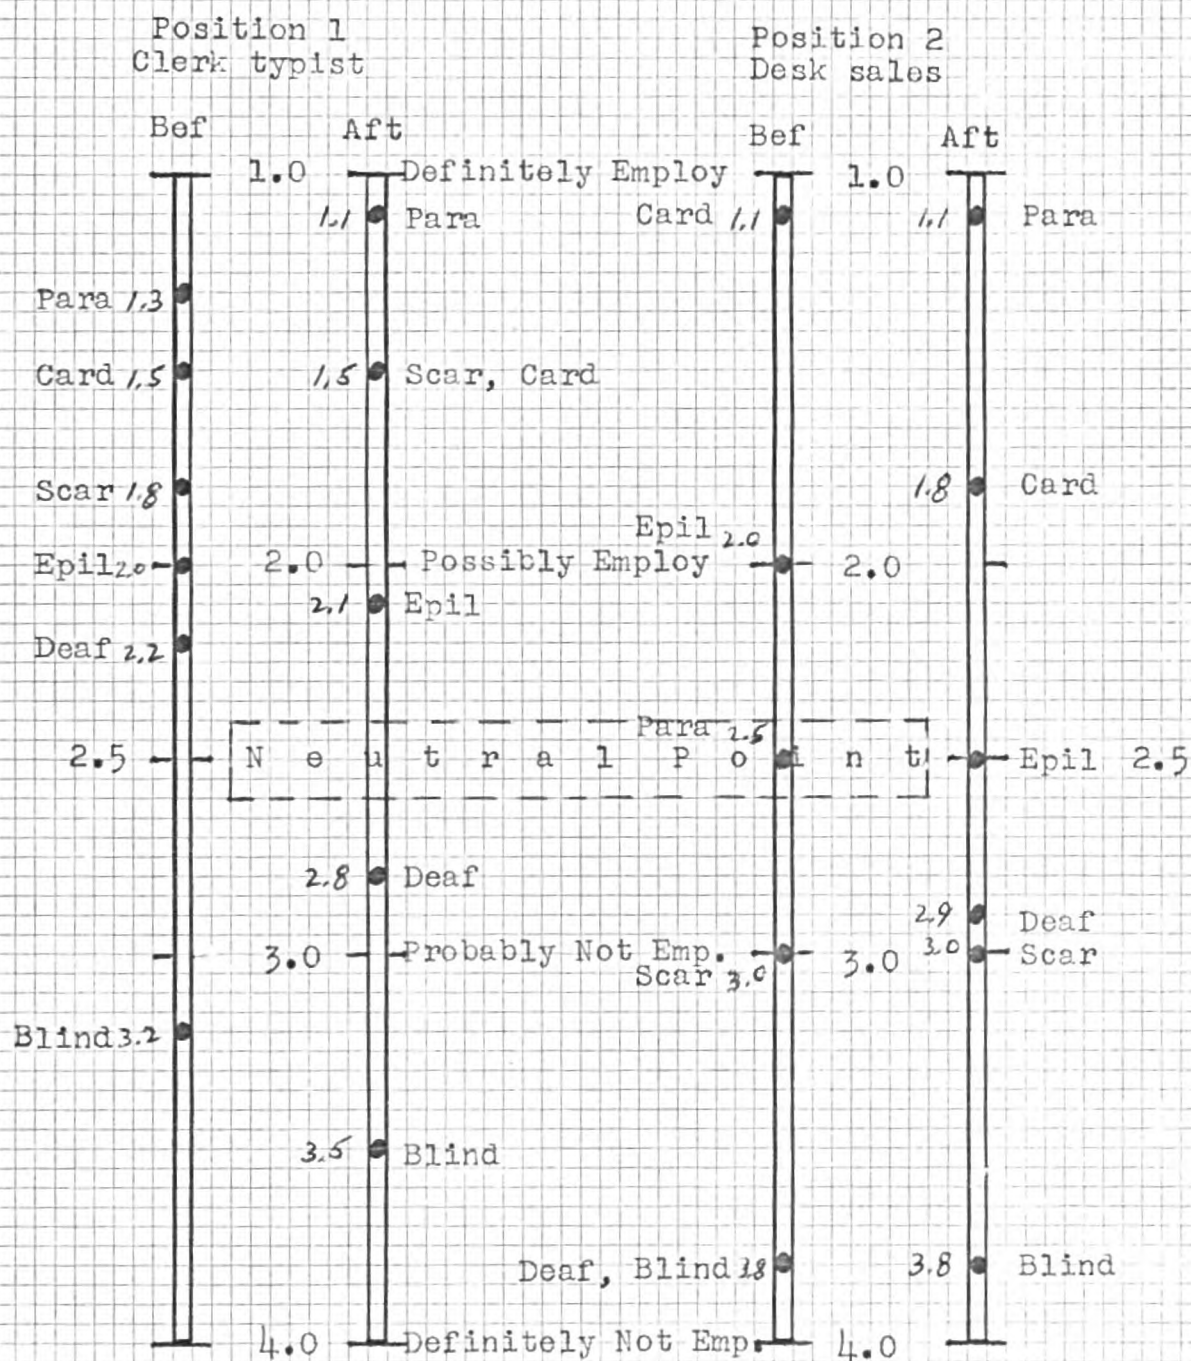 Position 1
Clerk typist
Position 2
Desk sales
Bef Aft
Bef Aft
1.0 Definitely Employ 1.0
1.1 Para Card 1.1 1.1 Para
Para 1.3
Card 1.5 1.5 Scar, Card
Scar 1.8 1.8 Card
Epil 2.0
Epil 2.0 2.0 Possibly Employ 2.0
2.1 Epil
Deaf 2.2
Para 2.5
2.5 Neutral Point Epil 2.5
2.8 Deaf
2.9 Deaf
3.0 Probably Not Emp. 3.0 3.0 Scar
Scar 3.0
Blind 3.2
3.5 Blind
Deaf, Blind 3.8 3.8 Blind
4.0 Definitely Not Emp. 4.0